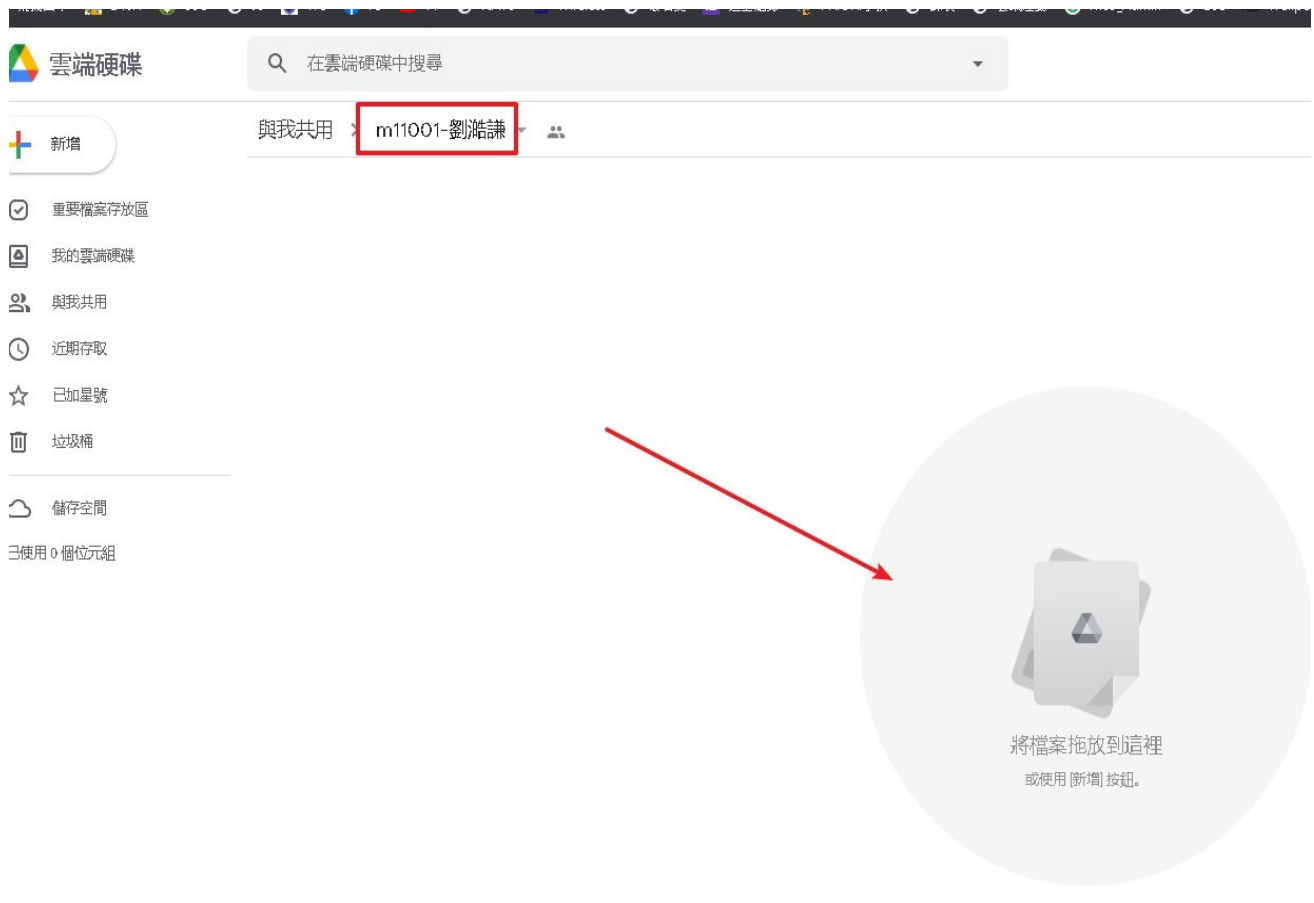 雲端硬碟
在雲端硬碟中搜尋
新增
與我共用 › m11001-劉澔謙
重要檔案存放區
我的雲端硬碟
與我共用
近期存取
已加星號
垃圾桶
儲存空間
已使用 0 個位元組
將檔案拖放到這裡
或使用 [新增] 按鈕。